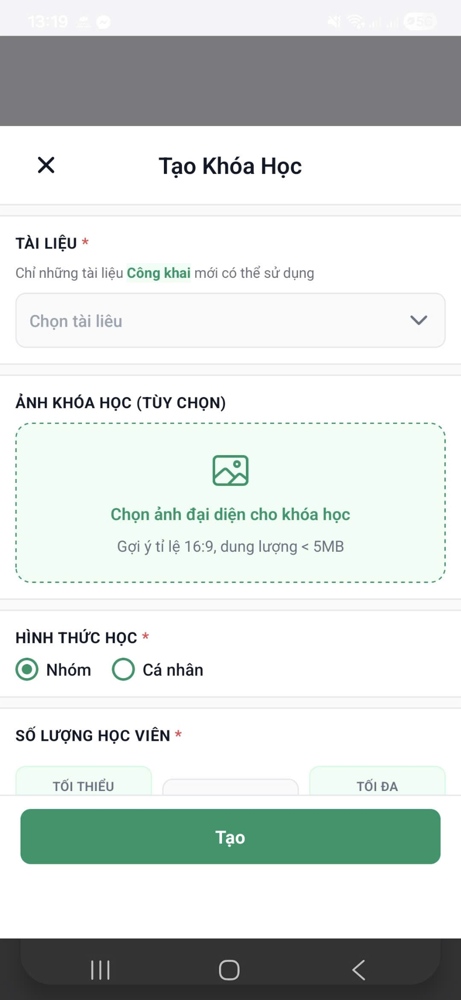 13:19
56
Tạo Khóa Học
TÀI LIỆU *
Chỉ những tài liệu Công khai mới có thể sử dụng
Chọn tài liêu
ẢNH KHÓA HỌC (TÙY CHỌN)
Chọn ảnh đại diện cho khóa học
Gợi ý tỉ lệ 16:9, dung lượng < 5MB
HÌNH THỨC HỌC *
Nhóm Cá nhân
SỐ LƯỢNG HỌC VIÊN *
TỐI THIỂU TỐI ĐA
Tạo